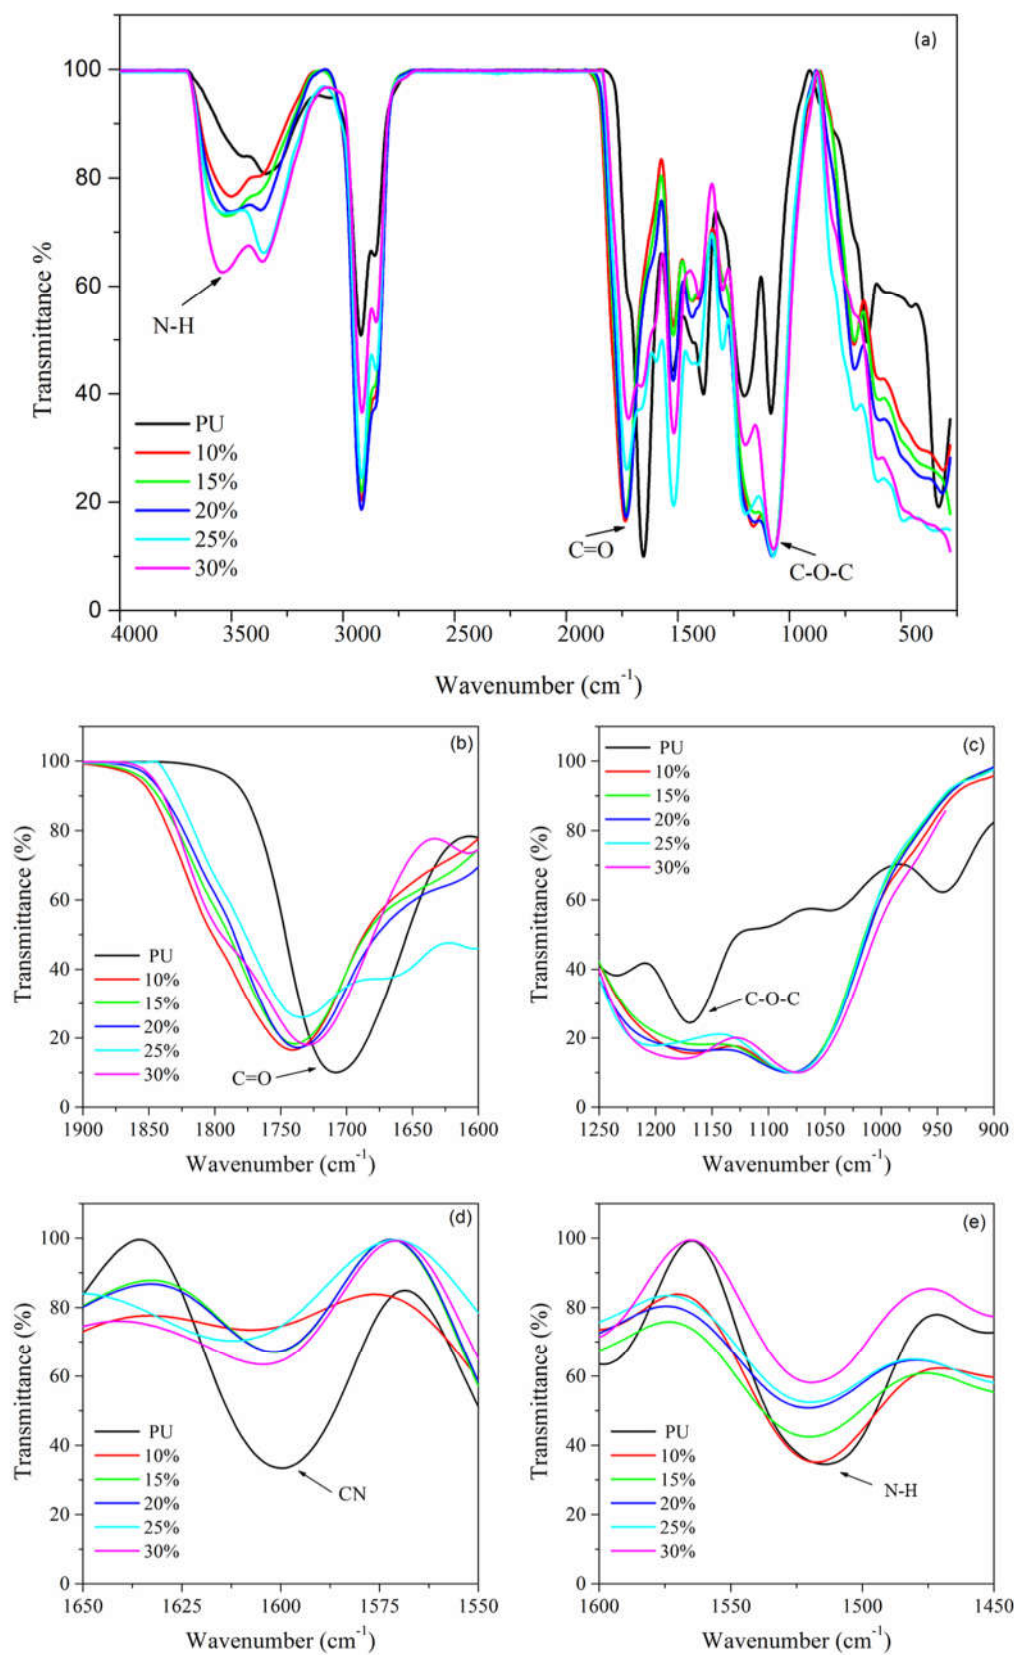 (a)
Transmittance %
100
80
60
40
20
0
N-H
PU
10%
15%
20%
25%
30%
C=O
C-O-C
4000 3500 3000 2500 2000 1500 1000 500
Wavenumber (cm-1)
(b)
Transmittance (%)
100
80
60
40
20
0
PU
10%
15%
20%
25%
30%
C=O
1900 1850 1800 1750 1700 1650 1600
Wavenumber (cm-1)
(c)
Transmittance (%)
100
80
60
40
20
0
PU
10%
15%
20%
25%
30%
C-O-C
1250 1200 1150 1100 1050 1000 950 900
Wavenumber (cm-1)
(d)
Transmittance (%)
100
80
60
40
20
0
PU
10%
15%
20%
25%
30%
CN
1650 1625 1600 1575 1550
Wavenumber (cm-1)
(e)
Transmittance (%)
100
80
60
40
20
0
PU
10%
15%
20%
25%
30%
N-H
1600 1550 1500 1450
Wavenumber (cm-1)